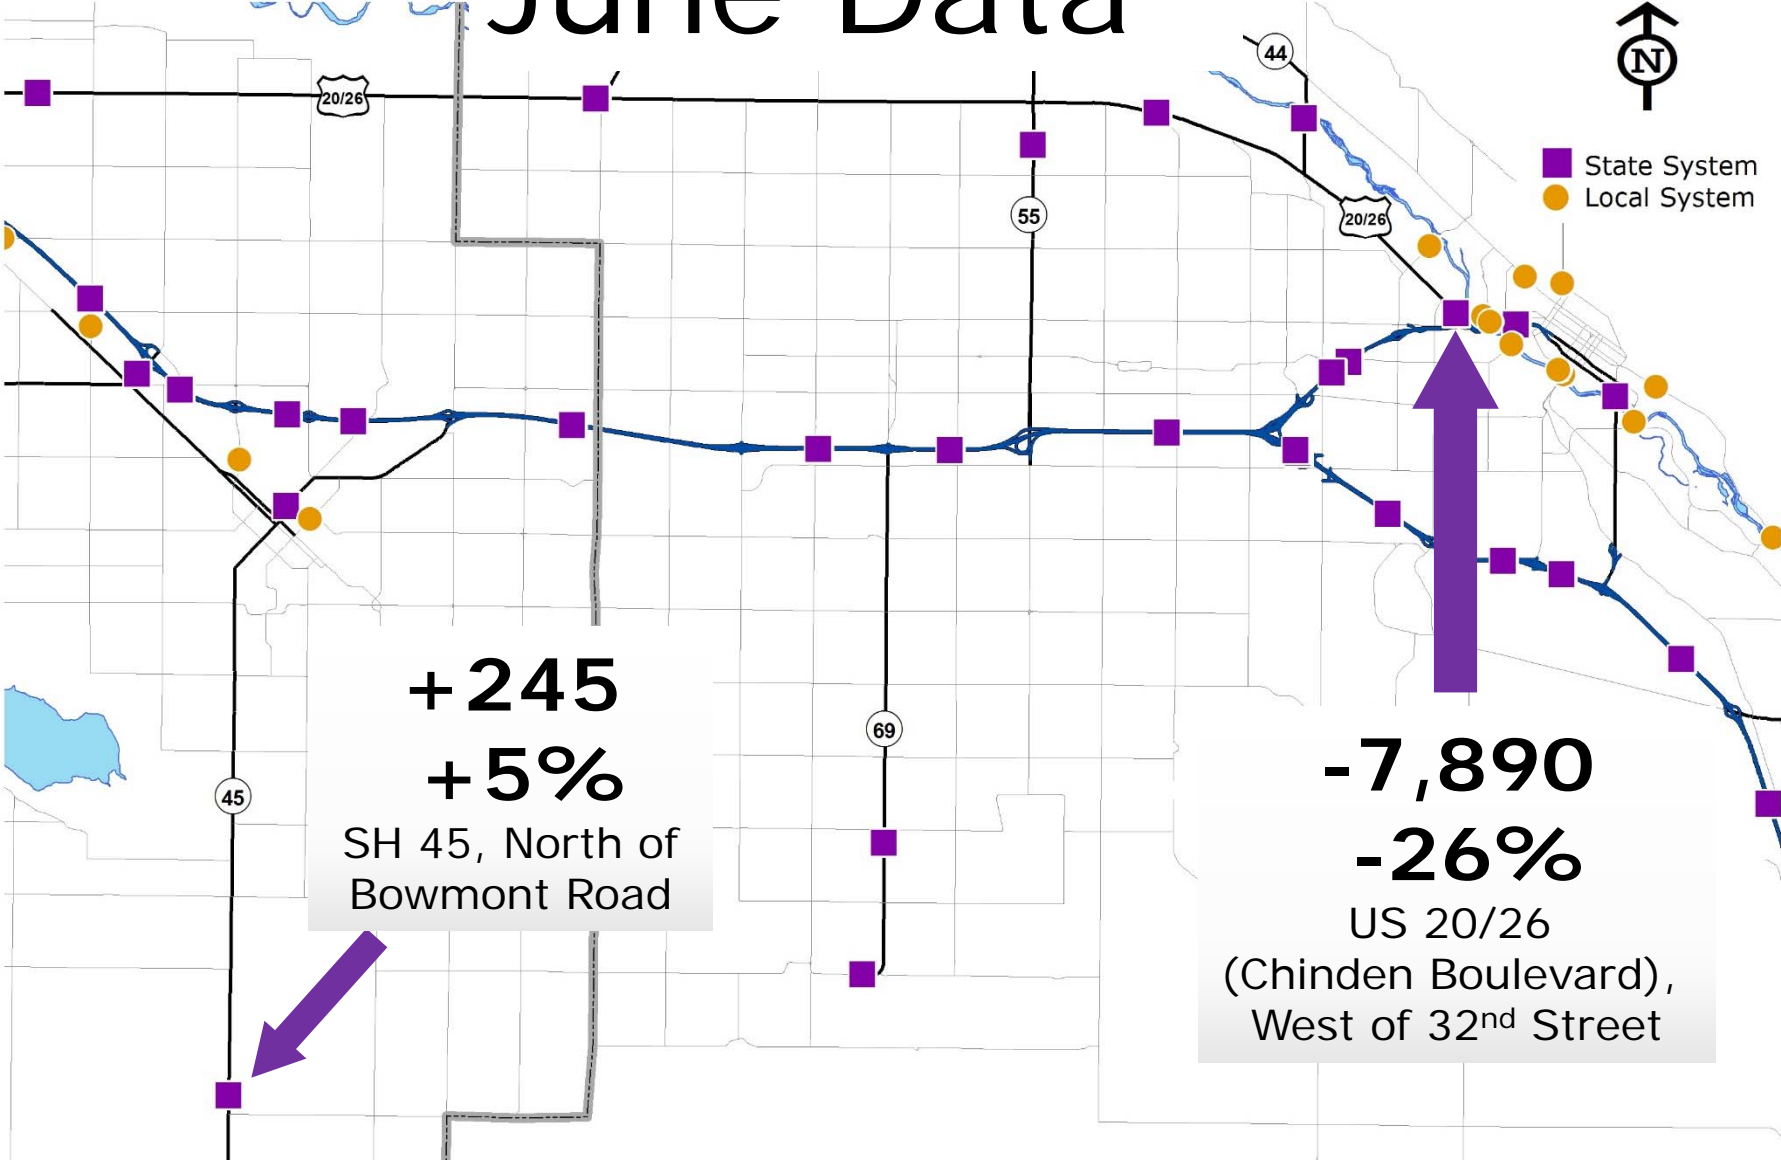 June Data
44
N
20/26
State System
Local System
55
20/26
+245
+5%
SH 45, North of
Bowmont Road
69
45
-7,890
-26%
US 20/26
(Chinden Boulevard),
West of 32nd Street